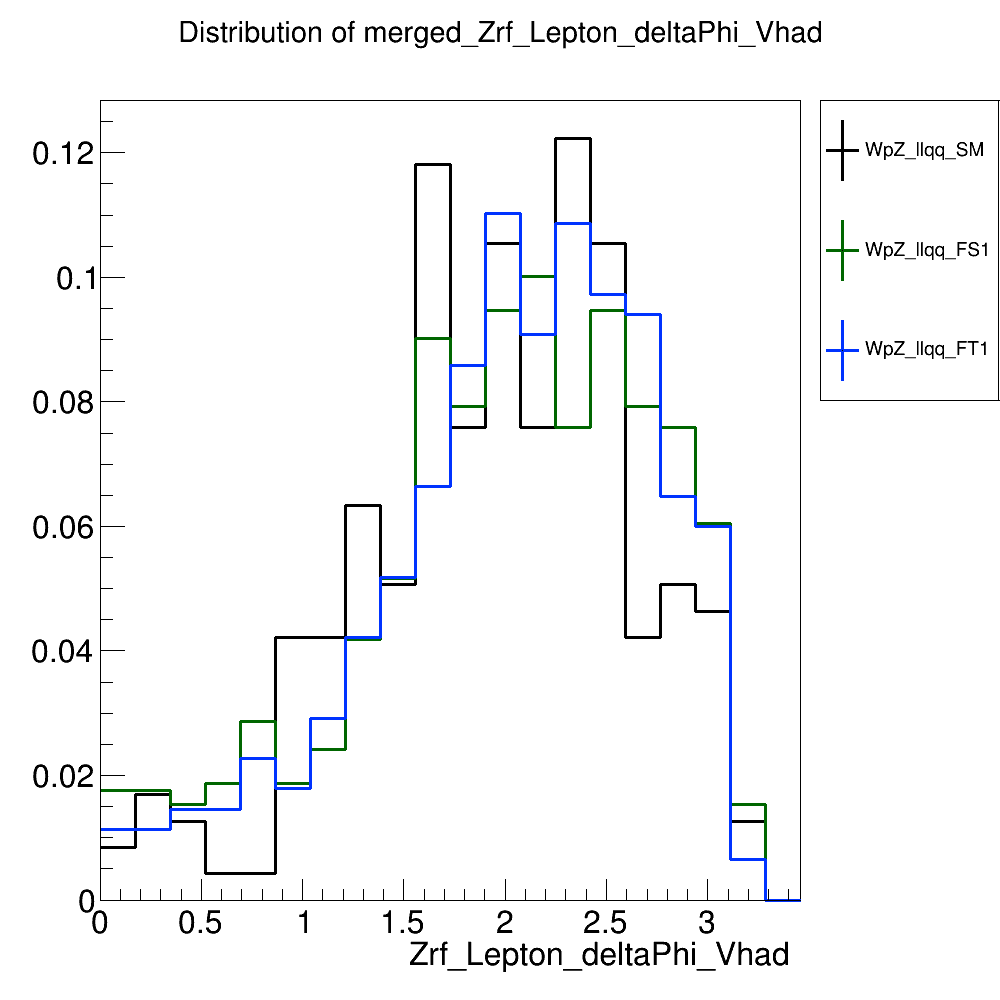 Distribution of merged_Zrf_Lepton_deltaPhi_Vhad
WpZ_llqq_SM
WpZ_llqq_FS1
WpZ_llqq_FT1
0.12
0.1
0.08
0.06
0.04
0.02
0
0 0.5 1 1.5 2 2.5 3
Zrf_Lepton_deltaPhi_Vhad